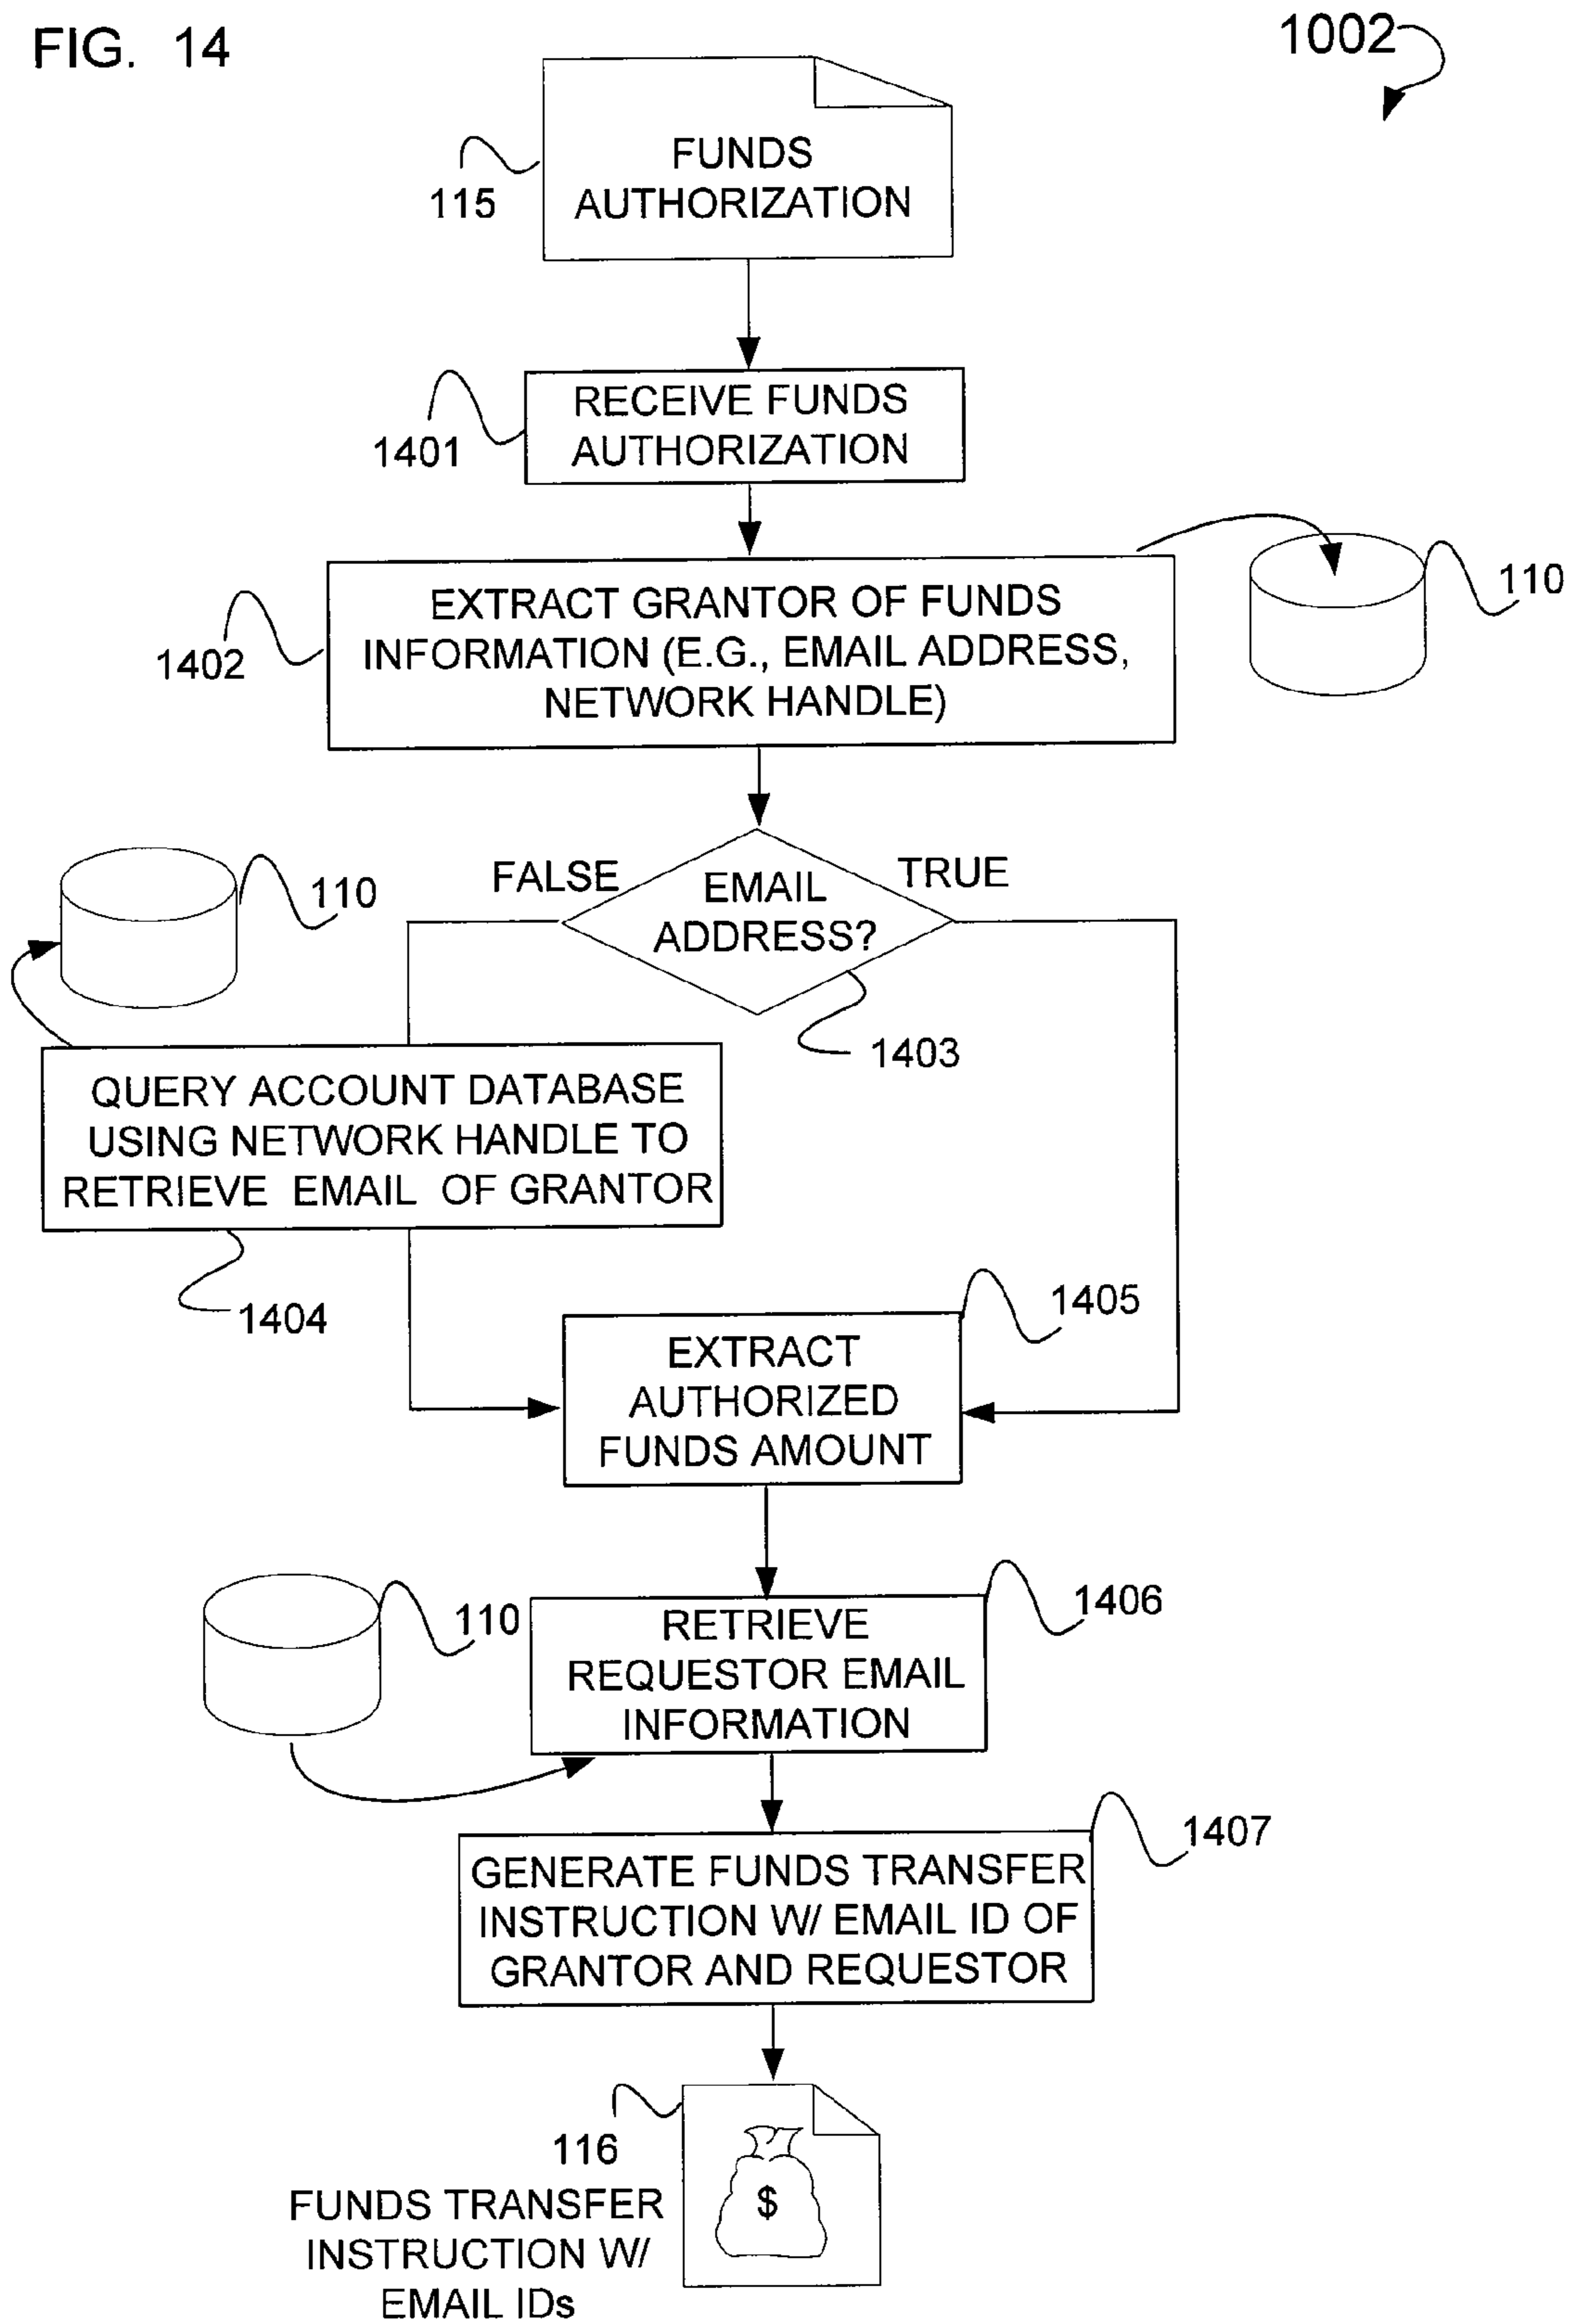 FIG. 14
1002
FUNDS
AUTHORIZATION
115
RECEIVE FUNDS
AUTHORIZATION
1401
EXTRACT GRANTOR OF FUNDS
INFORMATION (E.G., EMAIL ADDRESS,
NETWORK HANDLE)
1402
110
FALSE
TRUE
EMAIL
ADDRESS?
110
1403
QUERY ACCOUNT DATABASE
USING NETWORK HANDLE TO
RETRIEVE EMAIL OF GRANTOR
1404
1405
EXTRACT
AUTHORIZED
FUNDS AMOUNT
110
1406
RETRIEVE
REQUESTOR EMAIL
INFORMATION
1407
GENERATE FUNDS TRANSFER
INSTRUCTION W/ EMAIL ID OF
GRANTOR AND REQUESTOR
116
$
FUNDS TRANSFER
INSTRUCTION W/
EMAIL IDs